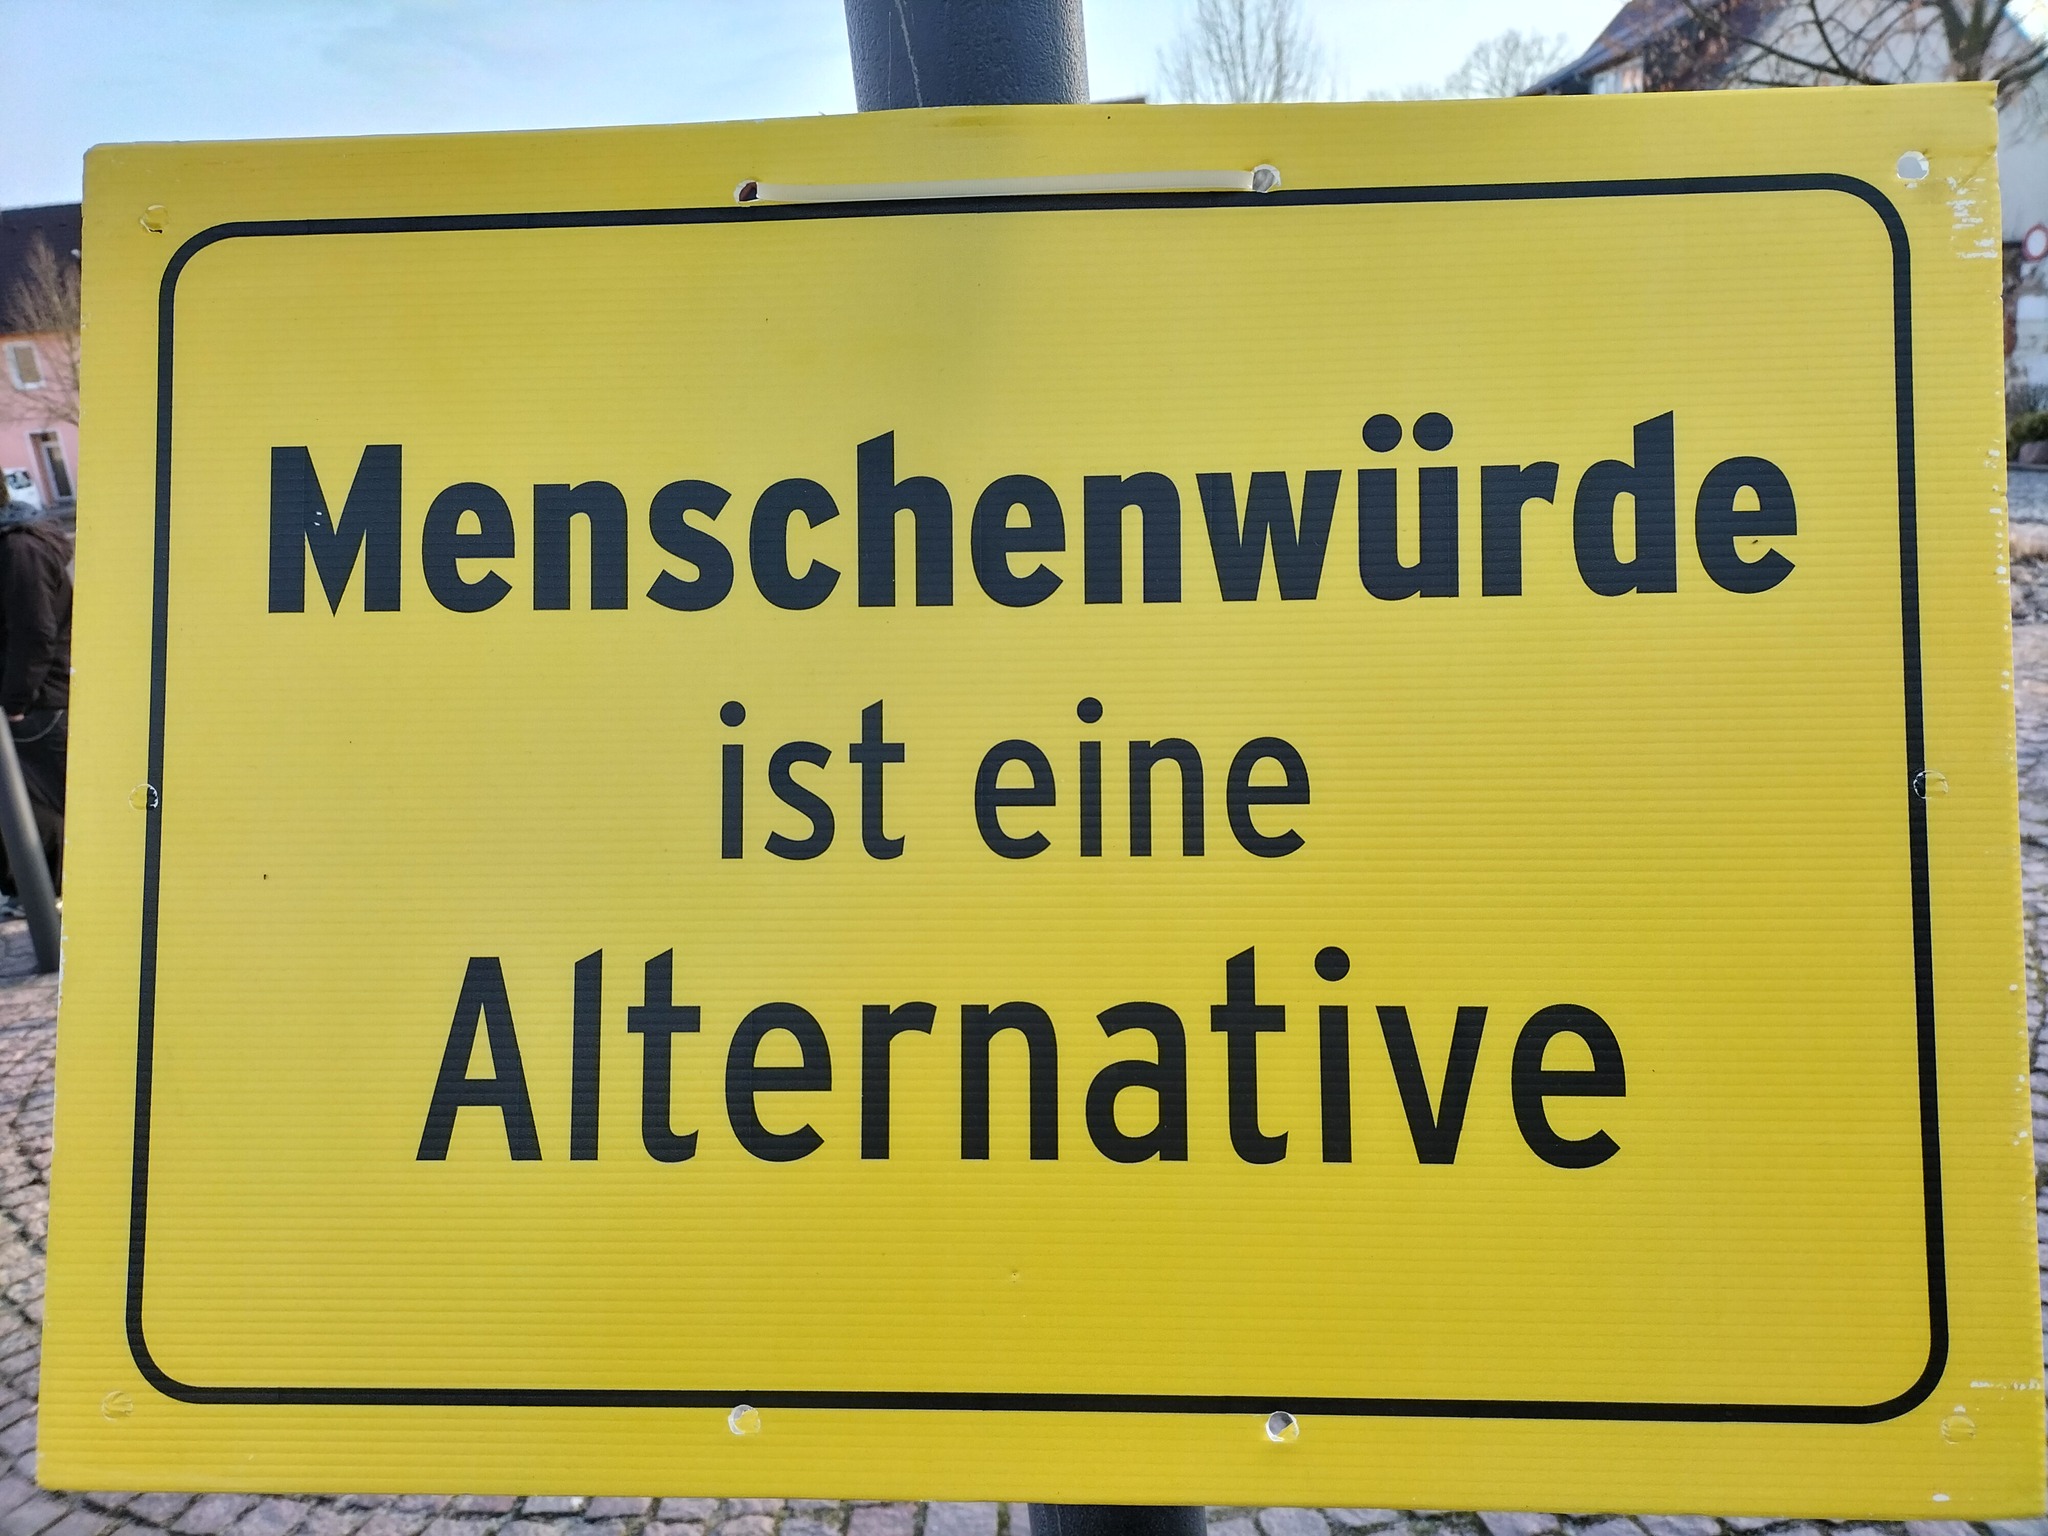 Menschenwürde
ist eine
Alternative